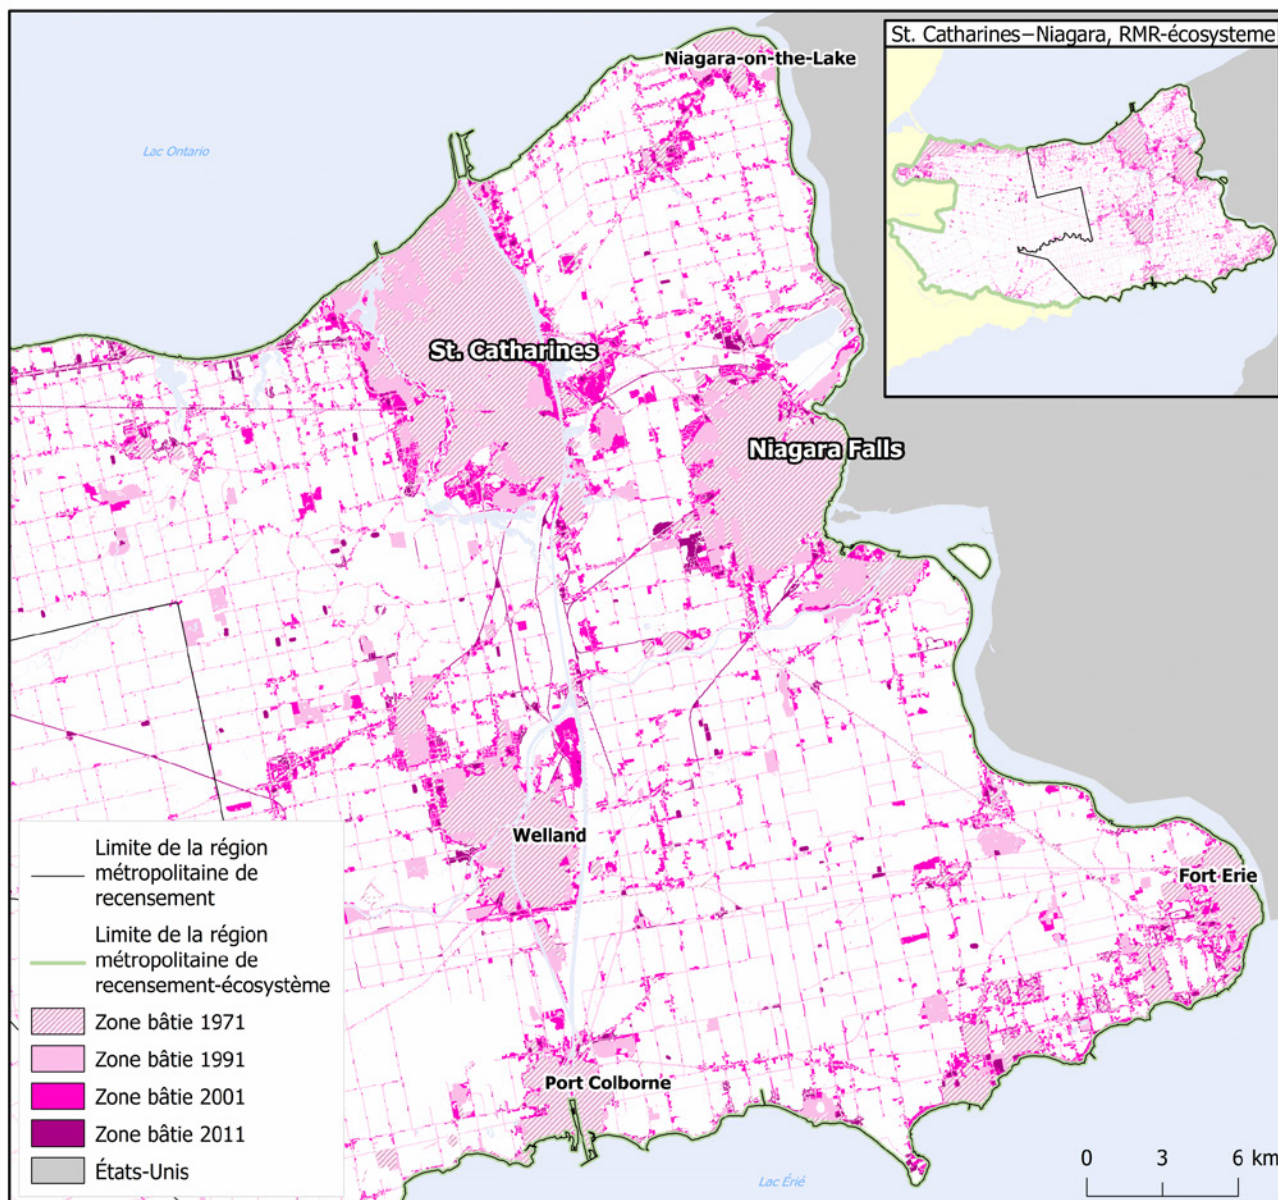 St. Catharines–Niagara, RMR-écosysteme
Niagara-on-the-Lake
Lac Ontario
St. Catharines
Niagara Falls
Welland
Fort Erie
Port Colborne
Lac Érié
Limite de la région
métropolitaine de
recensement
Limite de la région
métropolitaine de
recensement-écosystème
Zone bâtie 1971
Zone bâtie 1991
Zone bâtie 2001
Zone bâtie 2011
États-Unis
0 3 6 km